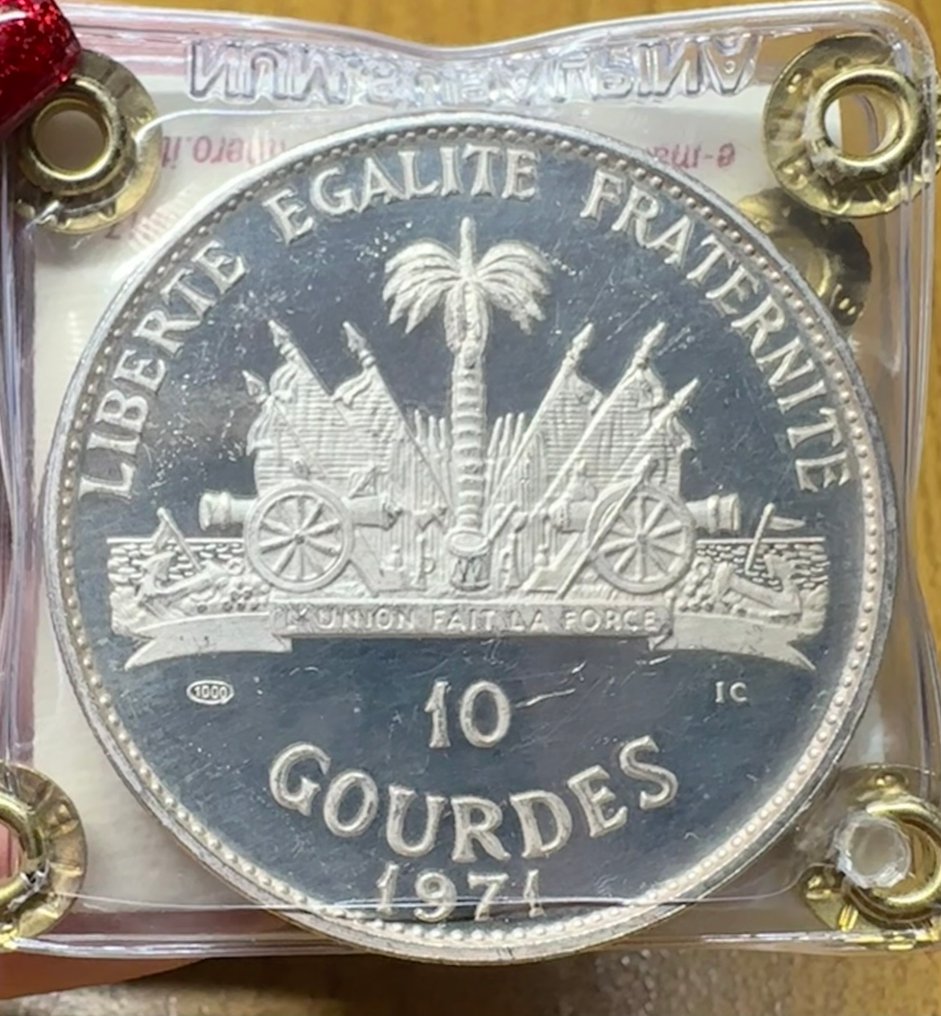 LIBERTE EGALITE FRATERNITE
L'UNION FAIT LA FORCE
1000
IC
10
GOURDES
1971